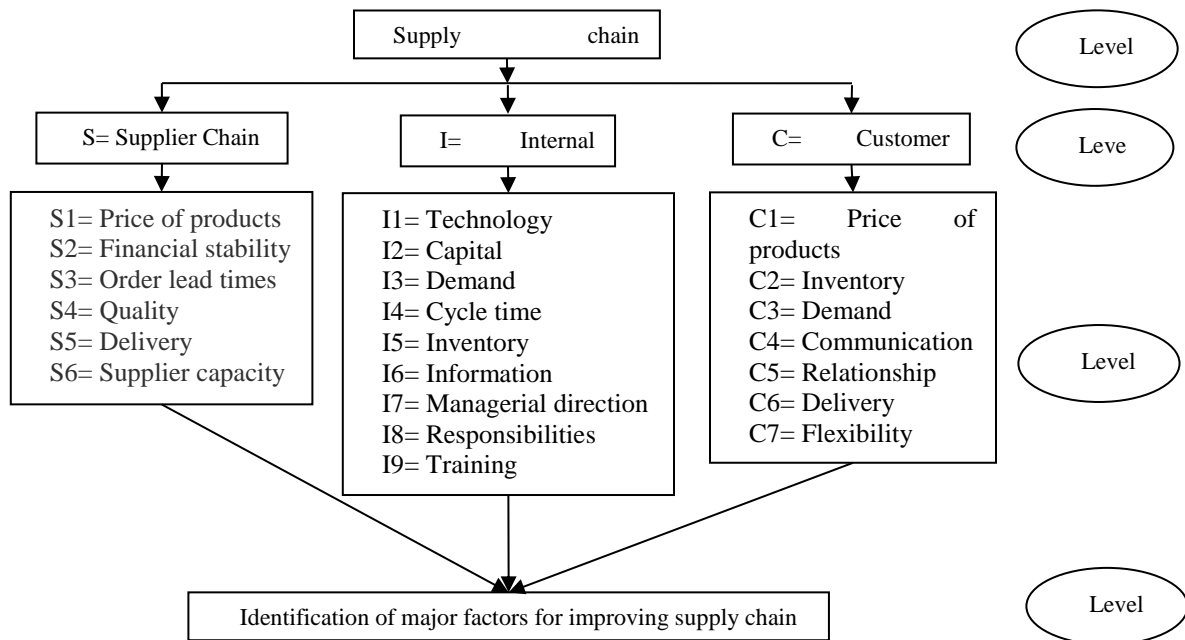 Supply chain
Level
S= Supplier Chain
I= Internal
C= Customer
Leve
S1= Price of products
S2= Financial stability
S3= Order lead times
S4= Quality
S5= Delivery
S6= Supplier capacity
I1= Technology
I2= Capital
I3= Demand
I4= Cycle time
I5= Inventory
I6= Information
I7= Managerial direction
I8= Responsibilities
I9= Training
C1= Price of
products
C2= Inventory
C3= Demand
C4= Communication
C5= Relationship
C6= Delivery
C7= Flexibility
Level
Identification of major factors for improving supply chain
Level